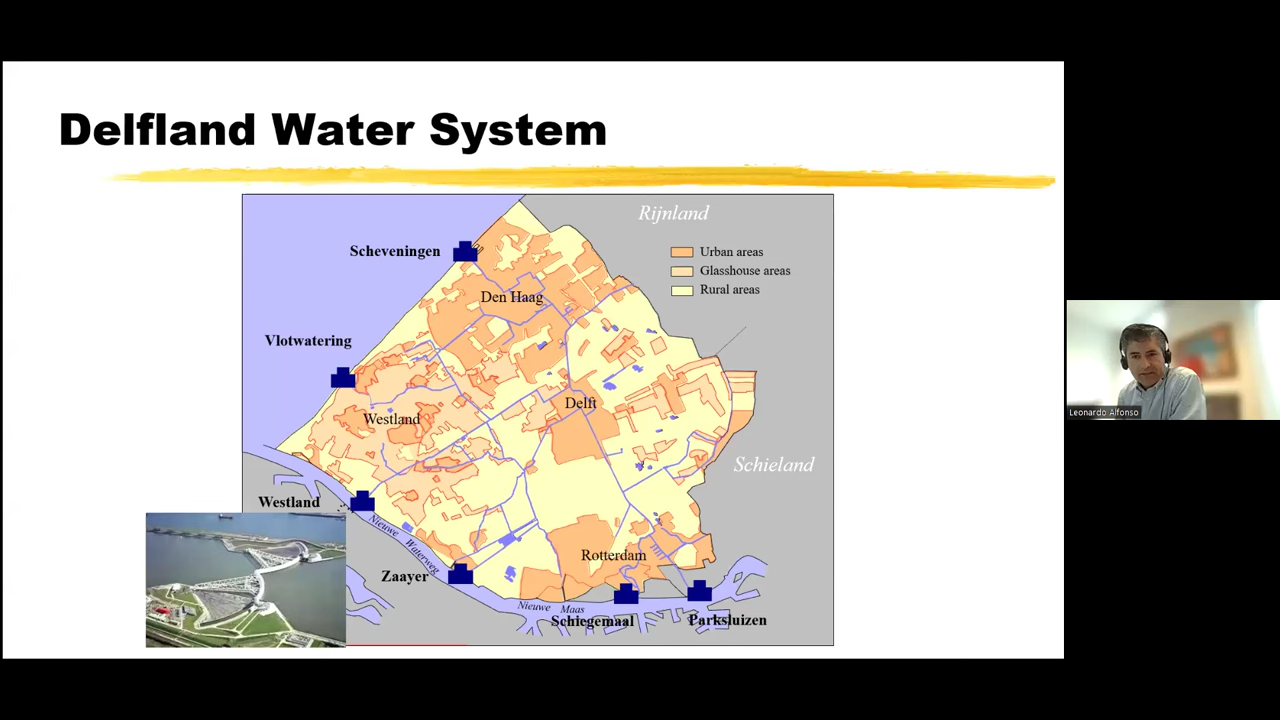 Delfland Water System
Rijnland
Scheveningen
Urban areas
Glasshouse areas
Rural areas
Den Haag
Vlotwatering
Delft
Westland
Schieland
Westland
Nieuwe Waterweg
Rotterdam
Zaayer
Nieuwe Maas
Schiegemaal
Parksluizen
Leonardo Alfonso